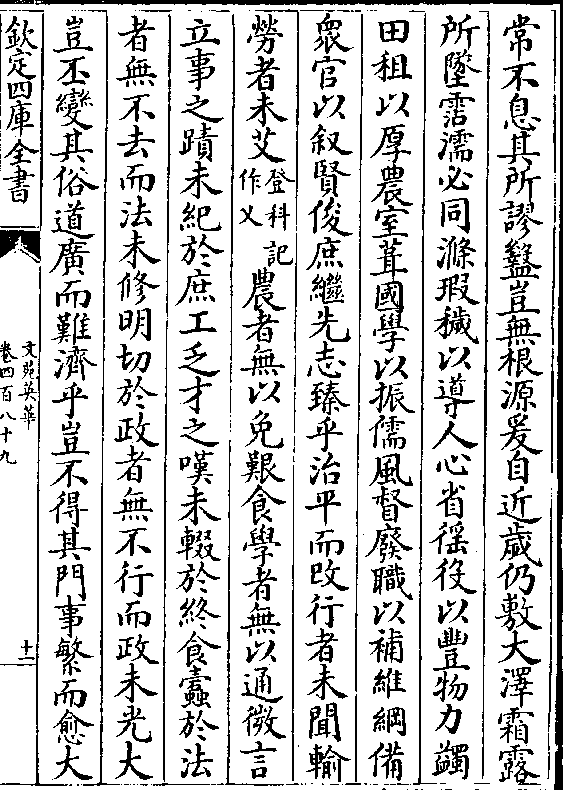 常不息其所謬盭豈無根源爰自近歲仍敷大澤霜露
所墜霑濡必同滌瑕穢以導人心省徭役以豐物力蠲
田租以厚農室葺國學以振儒風督廢職以補維綱備
衆官以叙賢俊庶繼先志臻乎治平而改行者未聞輸
勞者未艾登科記作乂農者無以免艱食學者無以通微言
立事之蹟未紀於庶工乏才之嘆未輟於終食蠧於法
者無不去而法未修明切於政者無不行而政未光大
豈丕變其俗道廣而難濟乎豈不得其門事繁而愈大
欽定四庫全書
文苑英華
卷四百八十九
十二